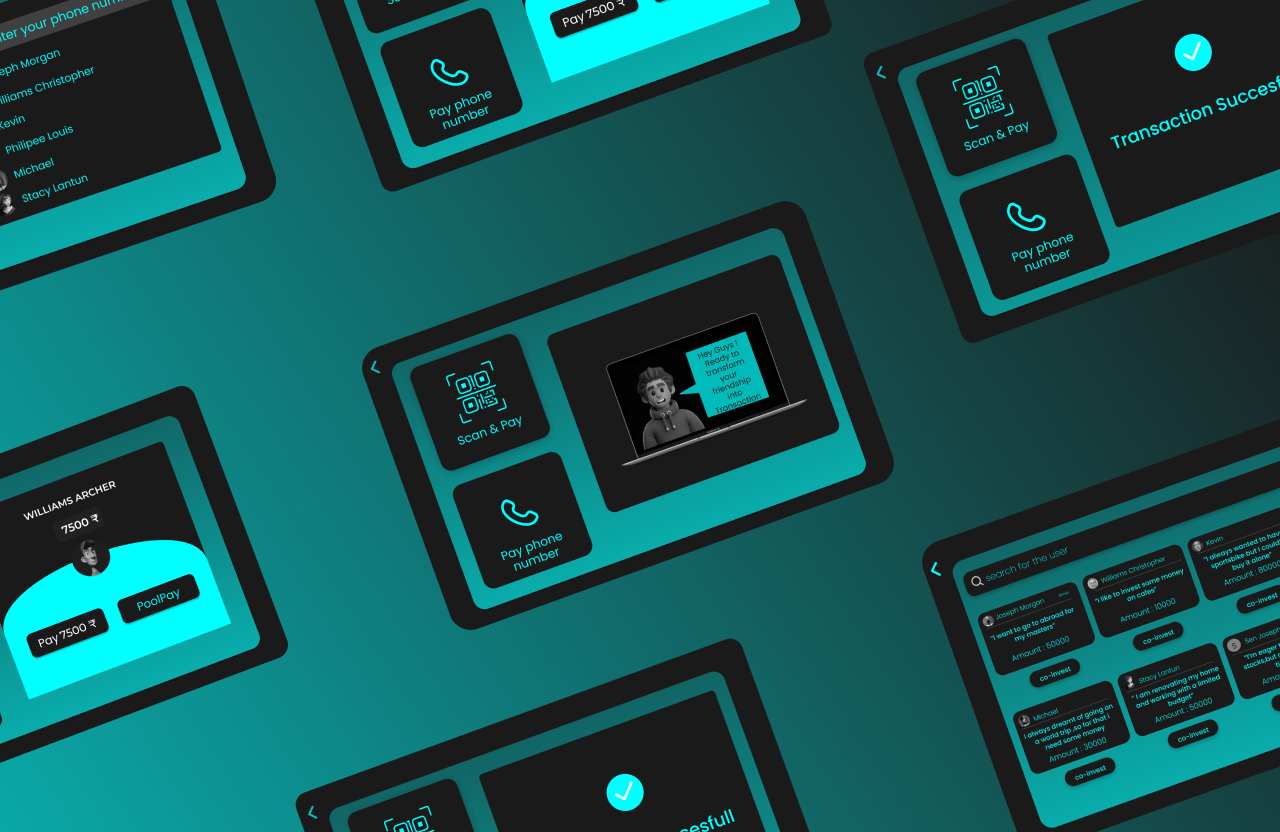 Enter your phone num
Joseph Morgan
Williams Christopher
Kevin
Philipee Louis
Michael
Stacy Lantun
Pay 7500 ₹
Pay phone
number
Scan & Pay
Pay phone
number
Transaction Succesf
Scan & Pay
Pay phone
number
Hey Guys !
Ready to
transform
your
friendship
into
Transaction
WILLIAMS ARCHER
7500 ₹
Pay 7500 ₹
PoolPay
esfull
search for the user
Joseph Morgan
"I want to go to abroad for
my masters"
Amount : 50000
co-invest
Williams Christopher
"I like to invest some money
on cafes"
Amount : 10000
co-invest
Kevin
"I always wanted to hav
sportsbike but i could
buy it alone"
Amount : 80000
co-invest
Michael
I always dreamt of going on
a world trip ,so for that i
need some money
Amount : 30000
co-invest
Stacy Lantun
" I am renovating my home
and working with a limited
budget"
Amount : 50000
co-invest
S
Sen Joseph
"I'm eager
stocks,but
ti
Amo